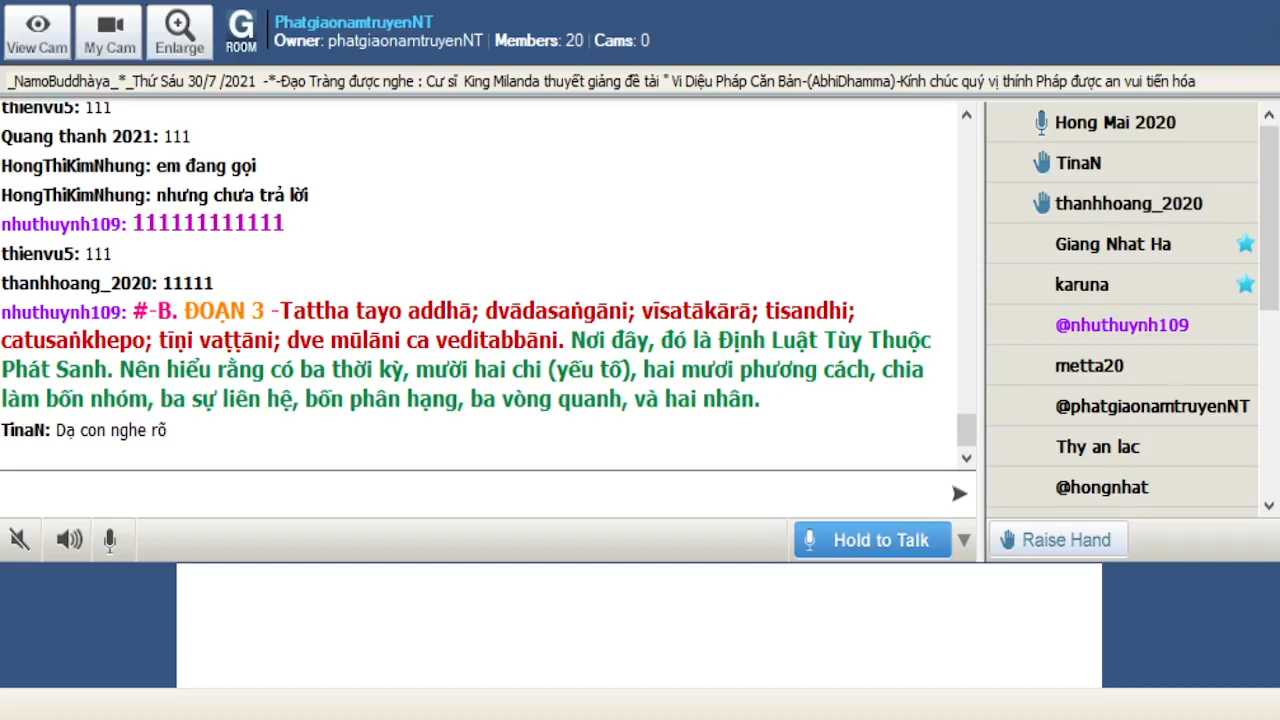 View Cam
My Cam
Enlarge
G
ROOM
PhatgiaonamtruyenNT
Owner: phatgiaonamtruyenNT | Members: 20 | Cams: 0
_NamoBuddhàya_*_Thứ Sáu 30/7 /2021 -*-Đạo Tràng được nghe : Cư sĩ King Milanda thuyết giảng đề tài " Vi Diệu Pháp Căn Bản-(AbhiDhamma)-Kính chúc quý vị thính Pháp được an vui tiến hóa
thienvu5: 111
Quang thanh 2021: 111
HongThiKimNhung: em đang gọi
HongThiKimNhung: nhưng chưa trả lời
nhuthuynh109: 111111111111
thienvu5: 111
thanhhoang_2020: 11111
nhuthuynh109: #-B. ĐOẠN 3 -Tattha tayo addhā; dvādasaṅgāni; vīsatākārā; tisandhi;
catusaṅkhepo; tīṇi vaṭṭāni; dve mūlāni ca veditabbāni. Nơi đây, đó là Định Luật Tùy Thuộc
Phát Sanh. Nên hiểu rằng có ba thời kỳ, mười hai chi (yếu tố), hai mươi phương cách, chia
làm bốn nhóm, ba sự liên hệ, bốn phân hạng, ba vòng quanh, và hai nhân.
TinaN: Dạ con nghe rõ
Hong Mai 2020
TinaN
thanhhoang_2020
Giang Nhat Ha
karuna
@nhuthuynh109
metta20
@phatgiaonamtruyenNT
Thy an lac
@hongnhat
Hold to Talk
Raise Hand